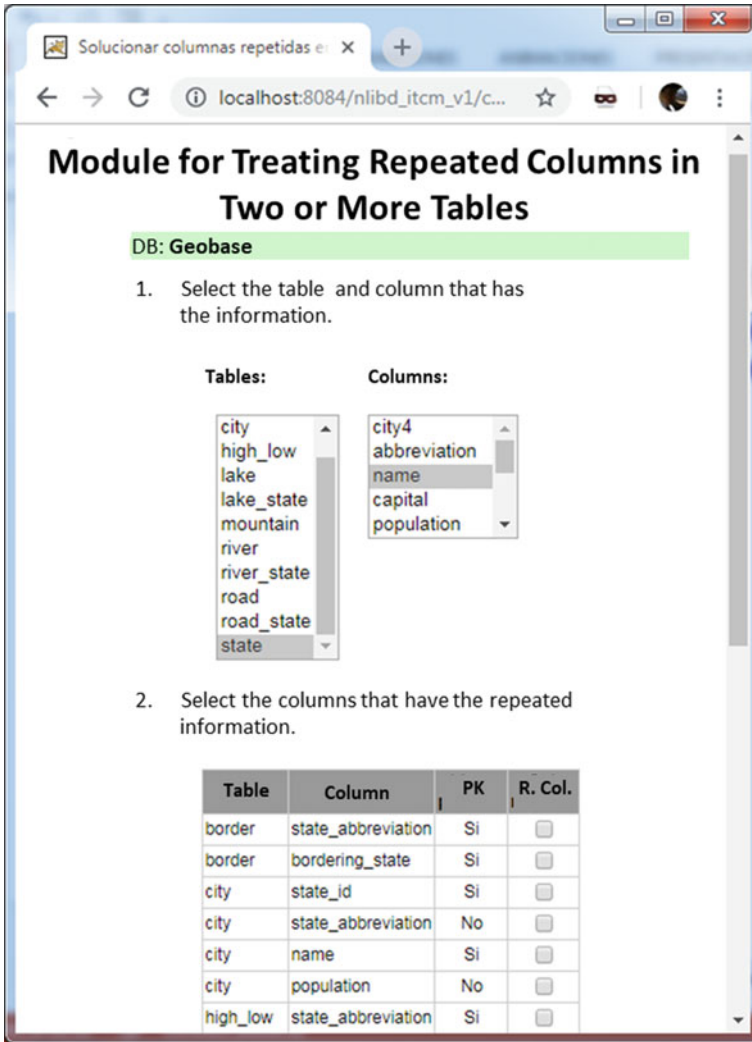 Solucionar columnas repetidas e
localhost:8084/nlibd_itcm_v1/c...
Module for Treating Repeated Columns in
Two or More Tables
DB: Geobase
1. Select the table and column that has
the information.
Tables: Columns:
city
high_low
lake
lake_state
mountain
river
river_state
road
road_state
state
city4
abbreviation
name
capital
population
2. Select the columns that have the repeated
information.
Table Column PK R. Col.
border state_abbreviation Si
border bordering_state Si
city state_id Si
city state_abbreviation No
city name Si
city population No
high_low state_abbreviation Si